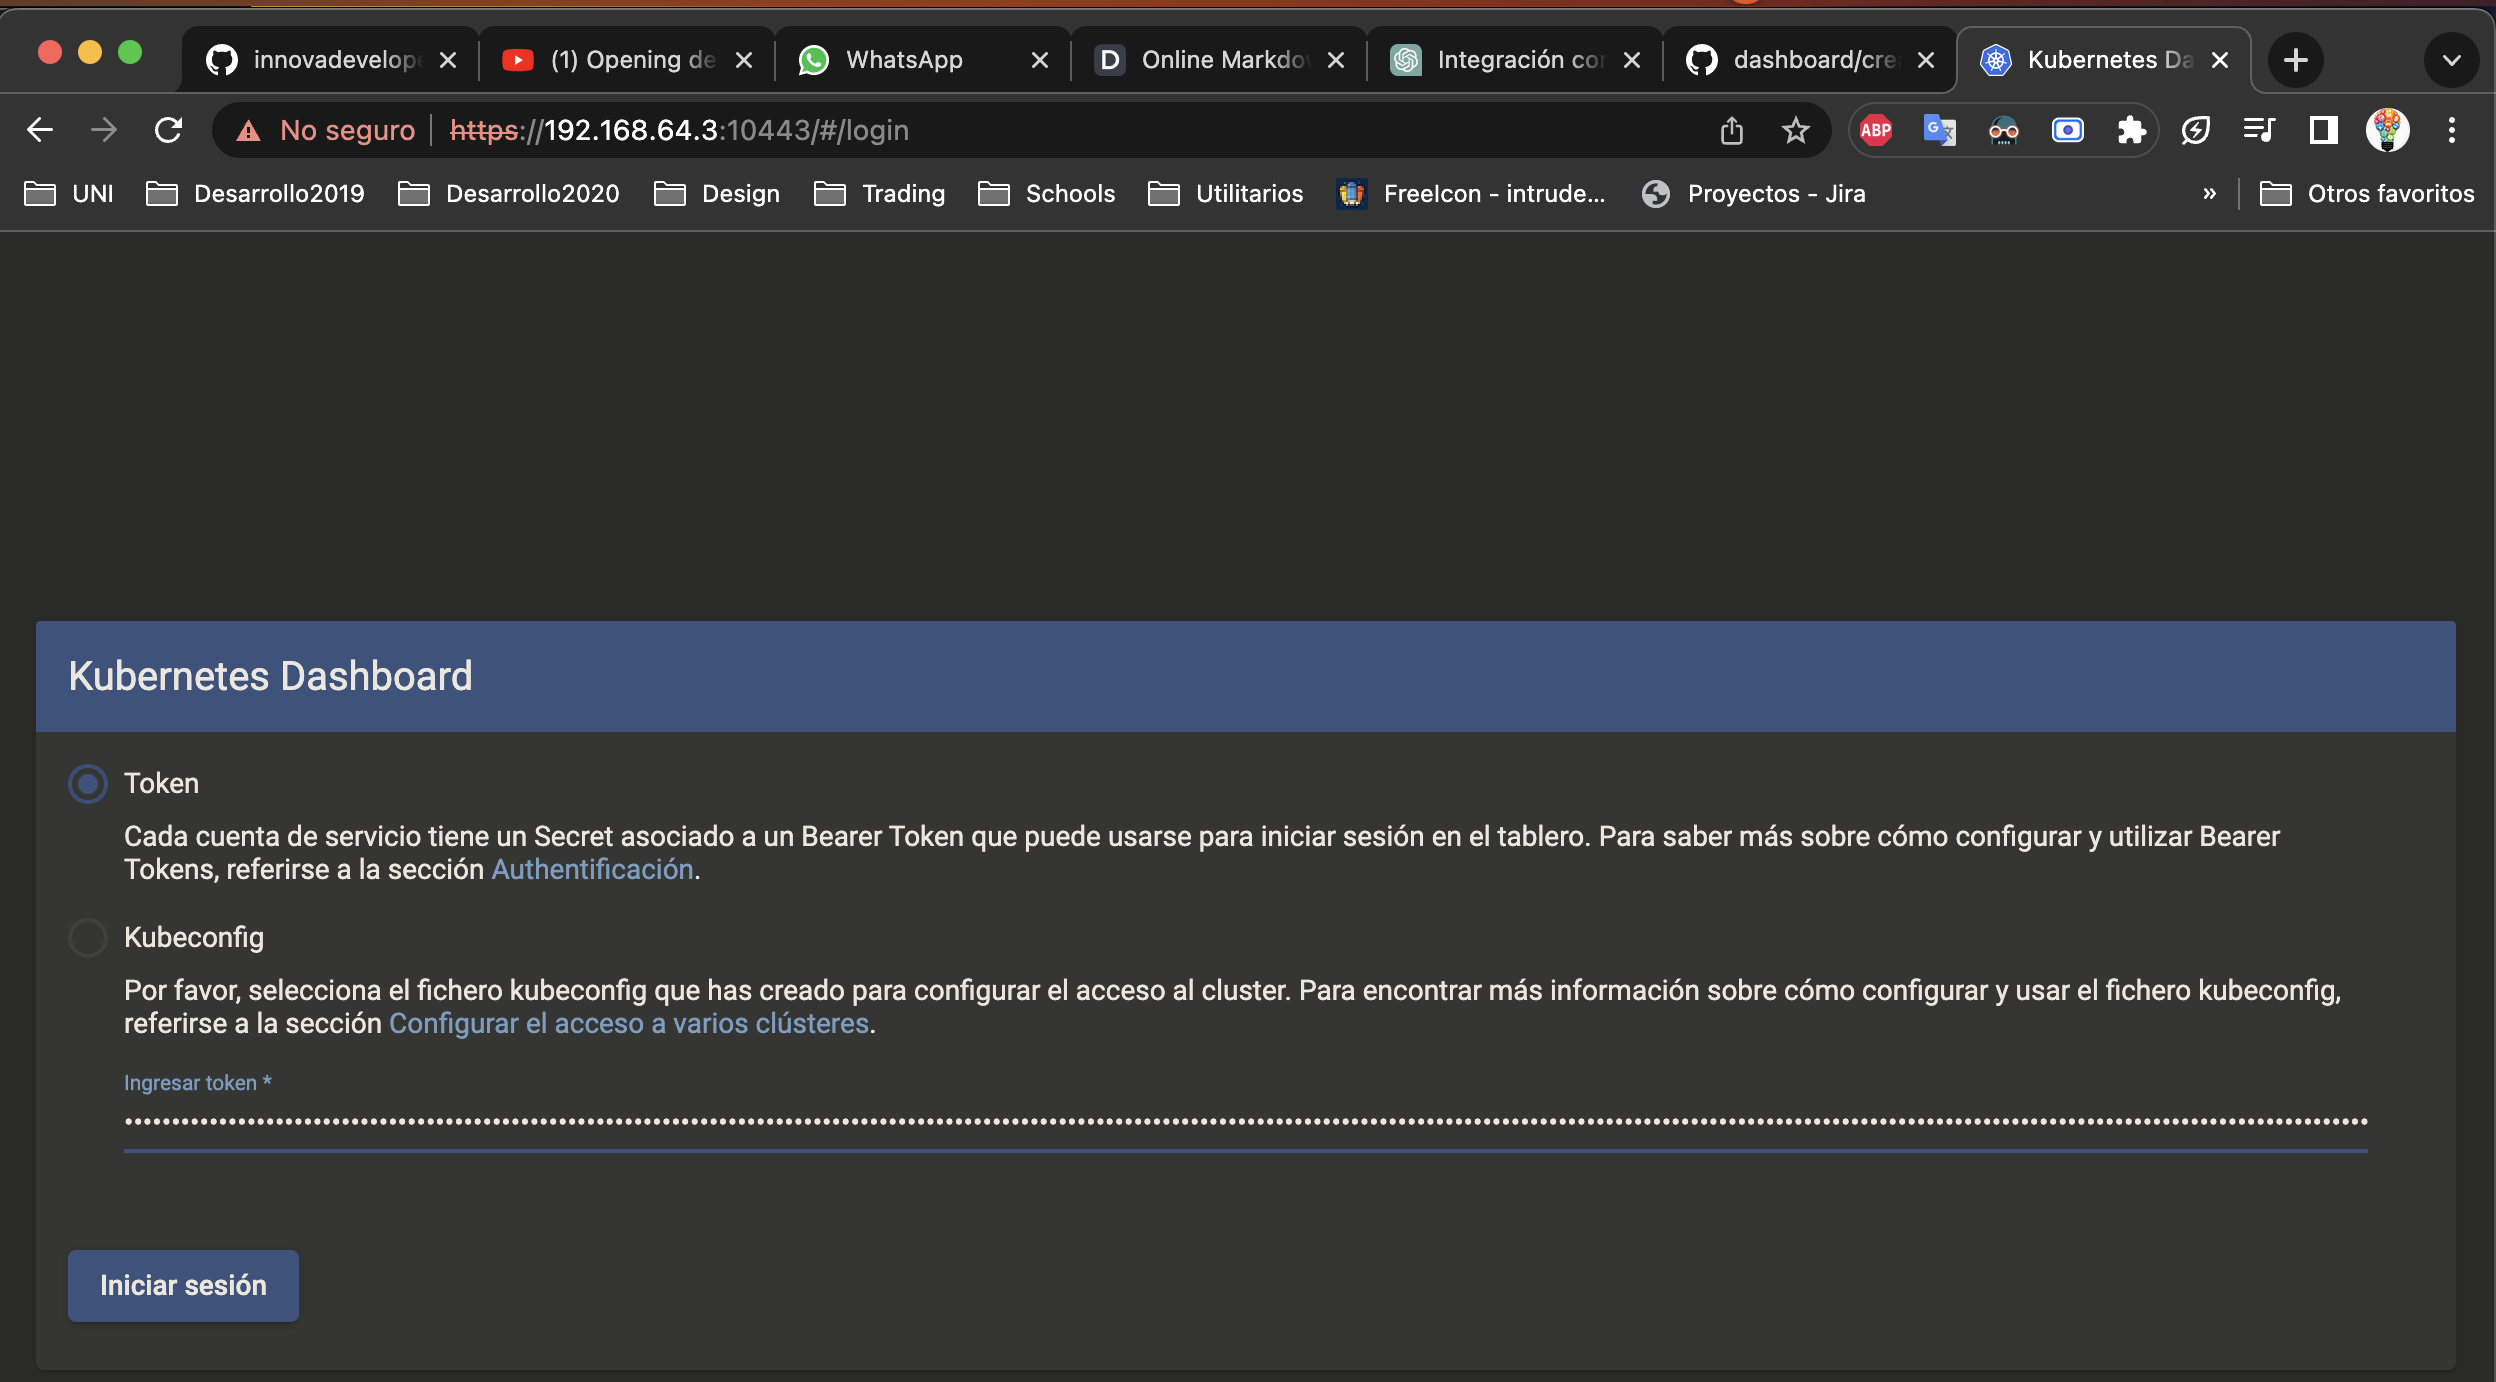 innovadevelope
(1) Opening de
WhatsApp
Online Markdo
Integración co
dashboard/cre
Kubernetes Da
No seguro
https://192.168.64.3:10443/#/login
ABP
UNI
Desarrollo2019
Desarrollo2020
Design
Trading
Schools
Utilitarios
FreeIcon - intrude...
Proyectos - Jira
»
Otros favoritos
Kubernetes Dashboard
Token
Cada cuenta de servicio tiene un Secret asociado a un Bearer Token que puede usarse para iniciar sesión en el tablero. Para saber más sobre cómo configurar y utilizar Bearer
Tokens, referirse a la sección Authentificación.
Kubeconfig
Por favor, selecciona el fichero kubeconfig que has creado para configurar el acceso al cluster. Para encontrar más información sobre cómo configurar y usar el fichero kubeconfig,
referirse a la sección Configurar el acceso a varios clústeres.
Ingresar token *
Iniciar sesión